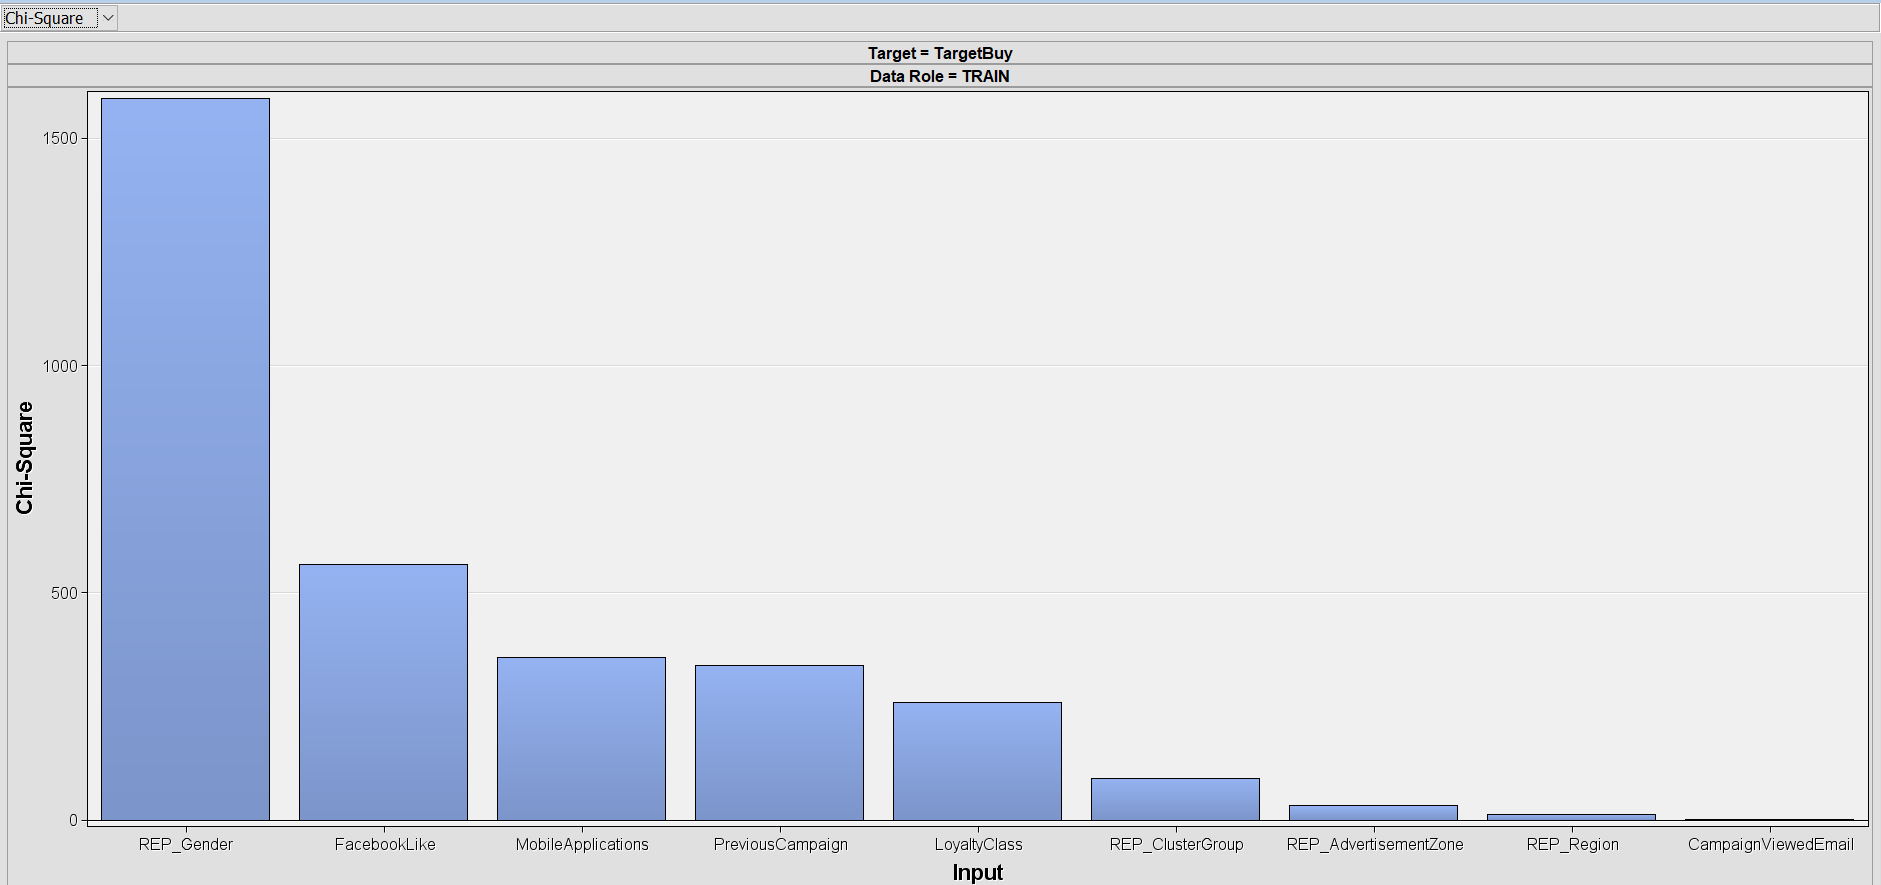 Chi-Square
Target = TargetBuy
Data Role = TRAIN
1500
1000
500
0
Chi-Square
REP_Gender FacebookLike MobileApplications PreviousCampaign LoyaltyClass REP_ClusterGroup REP_AdvertisementZone REP_Region CampaignViewedEmail
Input